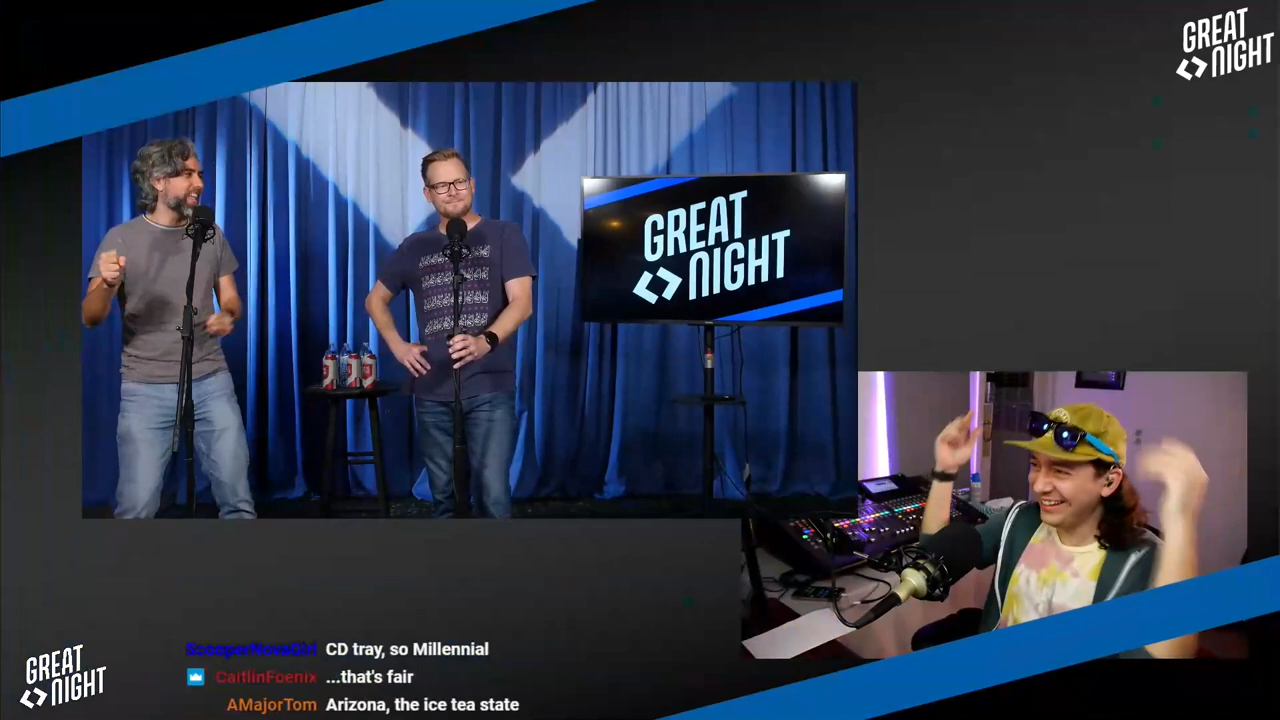 GREAT
NIGHT
GREAT
NIGHT
GREAT
NIGHT
ScooperNovaGirl CD tray, so Millennial
CaitlinFoenix ...that's fair
AMajorTom Arizona, the ice tea state